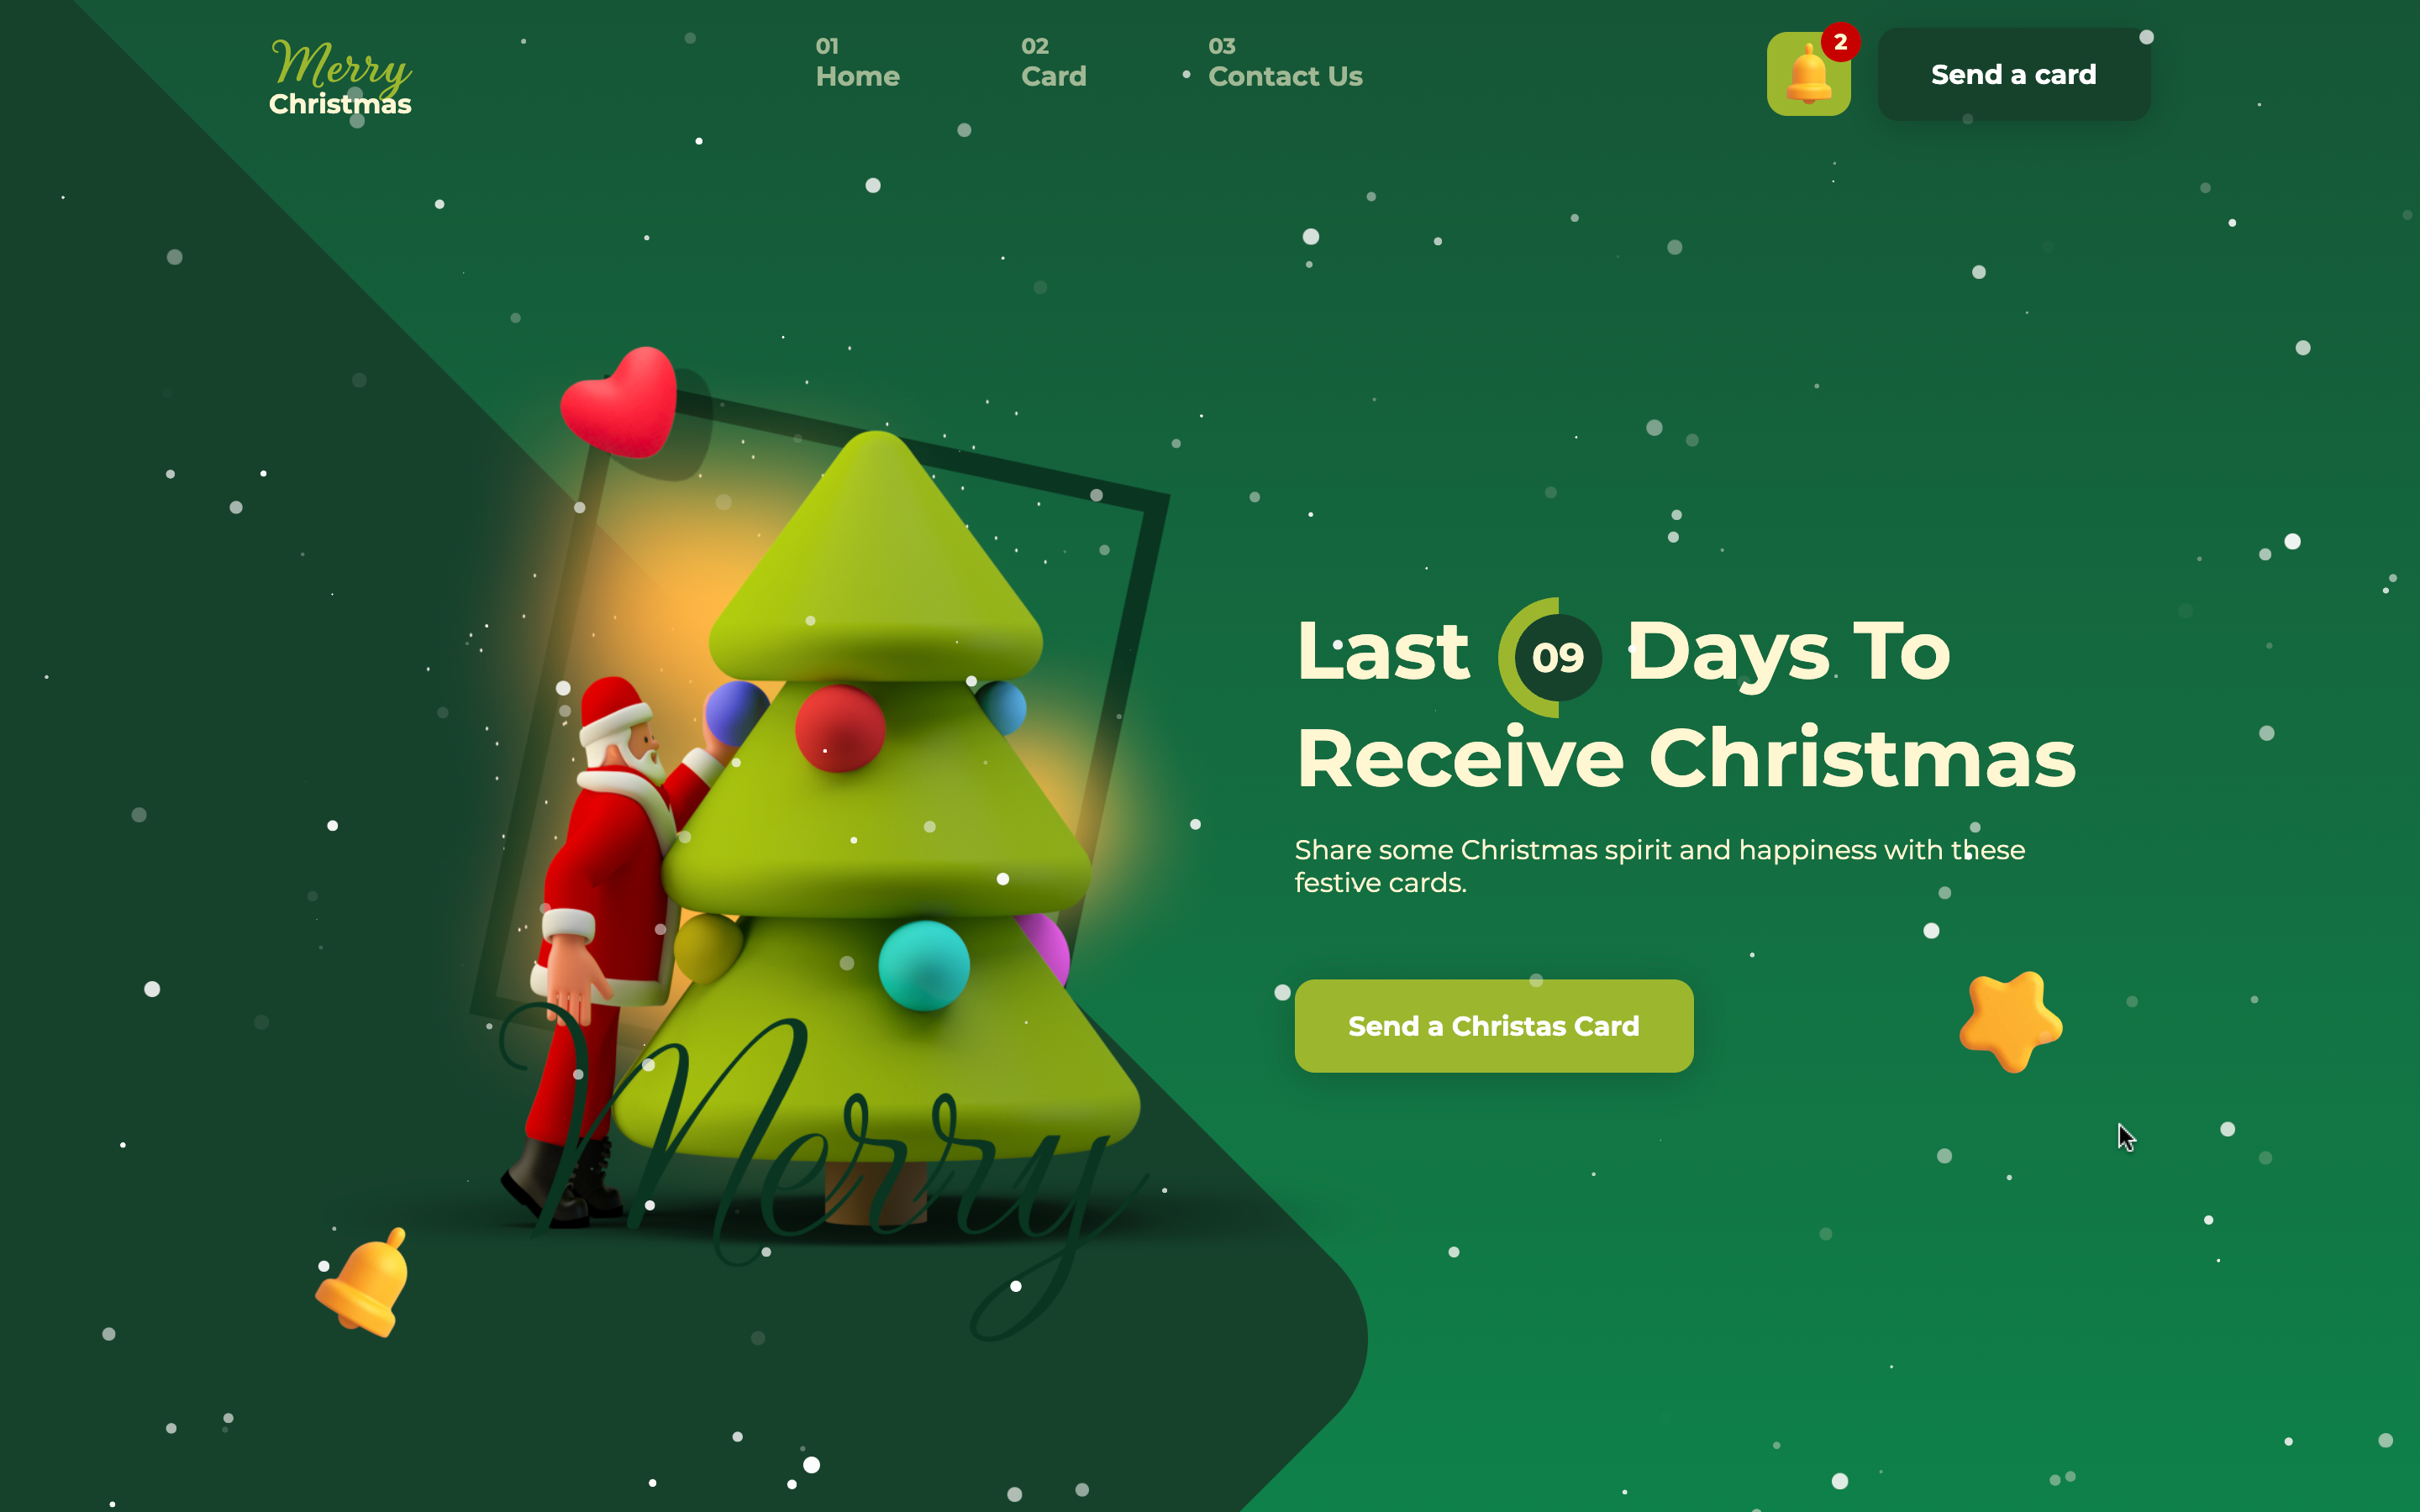 Merry
Christmas
01
Home
02
Card
03
Contact Us
2
Send a card
Last 09 Days To
Receive Christmas
Share some Christmas spirit and happiness with these
festive cards.
Send a Christas Card
Merry